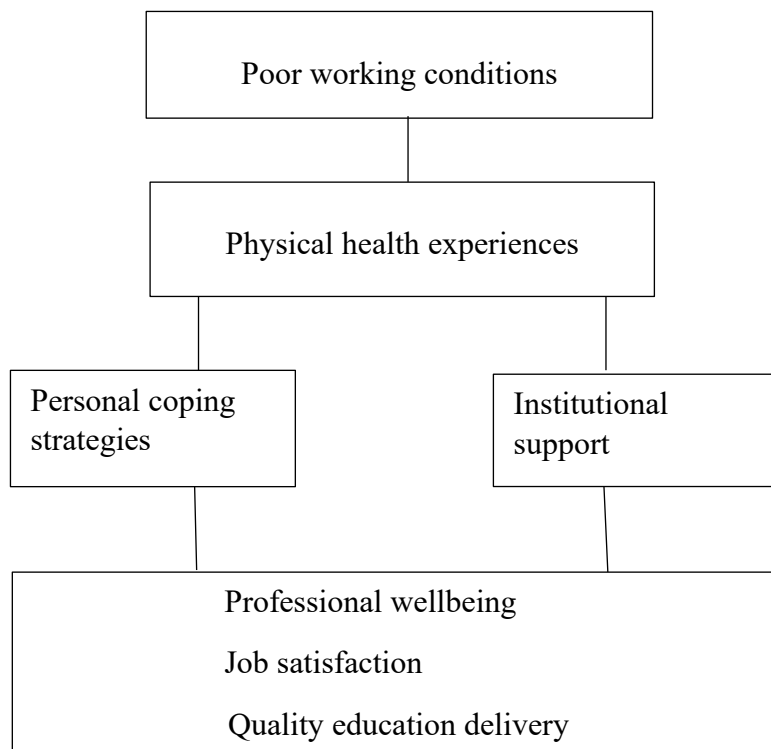 Poor working conditions
Physical health experiences
Personal coping
strategies
Institutional
support
Professional wellbeing
Job satisfaction
Quality education delivery